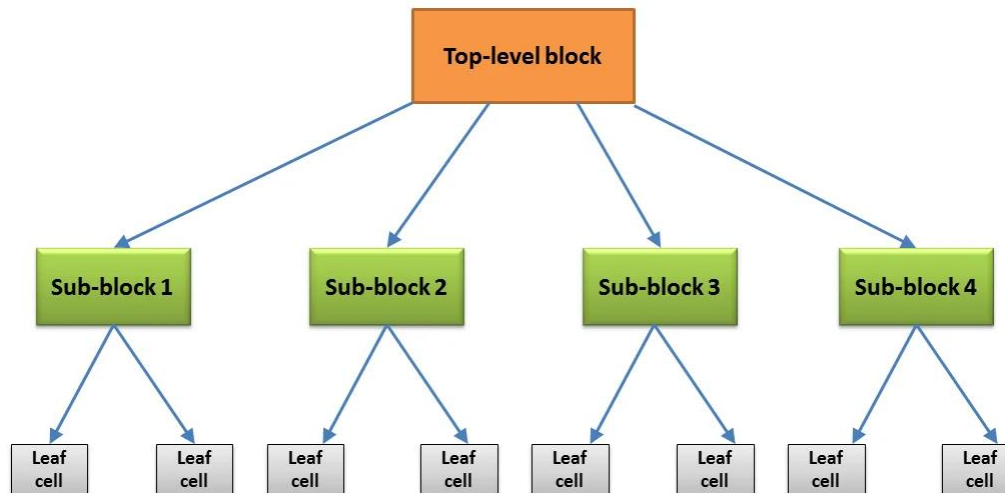 Top-level block
Sub-block 1
Sub-block 2
Sub-block 3
Sub-block 4
Leaf
cell
Leaf
cell
Leaf
cell
Leaf
cell
Leaf
cell
Leaf
cell
Leaf
cell
Leaf
cell